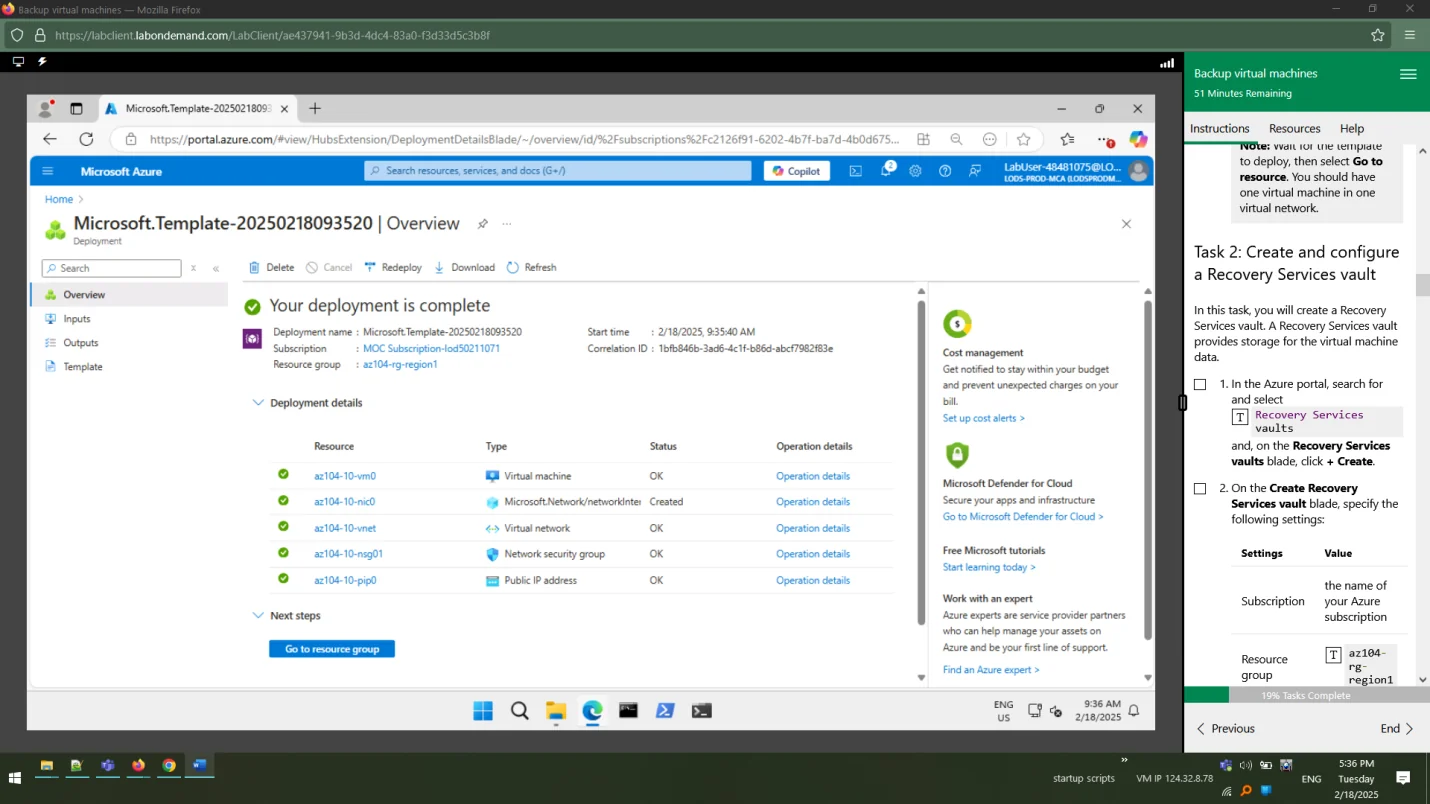 Backup virtual machines — Mozilla Firefox
https://labclient.labondemand.com/LabClient/ae437941-9b3d-4dc4-83a0-f3d33d5c3b8f
Microsoft.Template-2025021809
https://portal.azure.com/#view/HubsExtension/DeploymentDetailsBlade/~/overview/id/%2Fsubscriptions%2Fc2126f91-6202-4b7f-ba7d-4b0d675...
Microsoft Azure
Search resources, services, and docs (G+/)
Copilot
2
LabUser-48481075@LO...
LODS-PROD-MCA (LODSPRODM...
Home >
Microsoft.Template-20250218093520 | Overview
Deployment
Search
Overview
Inputs
Outputs
Template
Delete
Cancel
Redeploy
Download
Refresh
Your deployment is complete
Deployment name : Microsoft.Template-20250218093520
Subscription : MOC Subscription-lod50211071
Resource group : az104-rg-region1
Start time : 2/18/2025, 9:35:40 AM
Correlation ID : 1bfb846b-3ad6-4c1f-b86d-abcf7982f83e
Deployment details
Resource Type Status Operation details
az104-10-vm0 Virtual machine OK Operation details
az104-10-nic0 Microsoft.Network/networkInter Created Operation details
az104-10-vnet Virtual network OK Operation details
az104-10-nsg01 Network security group OK Operation details
az104-10-pip0 Public IP address OK Operation details
Next steps
Go to resource group
Cost management
Get notified to stay within your budget
and prevent unexpected charges on your
bill.
Set up cost alerts >
Microsoft Defender for Cloud
Secure your apps and infrastructure
Go to Microsoft Defender for Cloud >
Free Microsoft tutorials
Start learning today >
Work with an expert
Azure experts are service provider partners
who can help manage your assets on
Azure and be your first line of support.
Find an Azure expert >
ENG
US
9:36 AM
2/18/2025
Backup virtual machines
51 Minutes Remaining
Instructions
Resources
Help
Note: Wait for the template
to deploy, then select Go to
resource. You should have
one virtual machine in one
virtual network.
Task 2: Create and configure
a Recovery Services vault
In this task, you will create a Recovery
Services vault. A Recovery Services vault
provides storage for the virtual machine
data.
1. In the Azure portal, search for
and select
T Recovery Services
vaults
and, on the Recovery Services
vaults blade, click + Create.
2. On the Create Recovery
Services vault blade, specify the
following settings:
Settings Value
Subscription
the name of
your Azure
subscription
Resource
group
T az104-
rg-
region1
19% Tasks Complete
Previous
End
startup scripts
VM IP 124.32.8.78
ENG
5:36 PM
Tuesday
2/18/2025